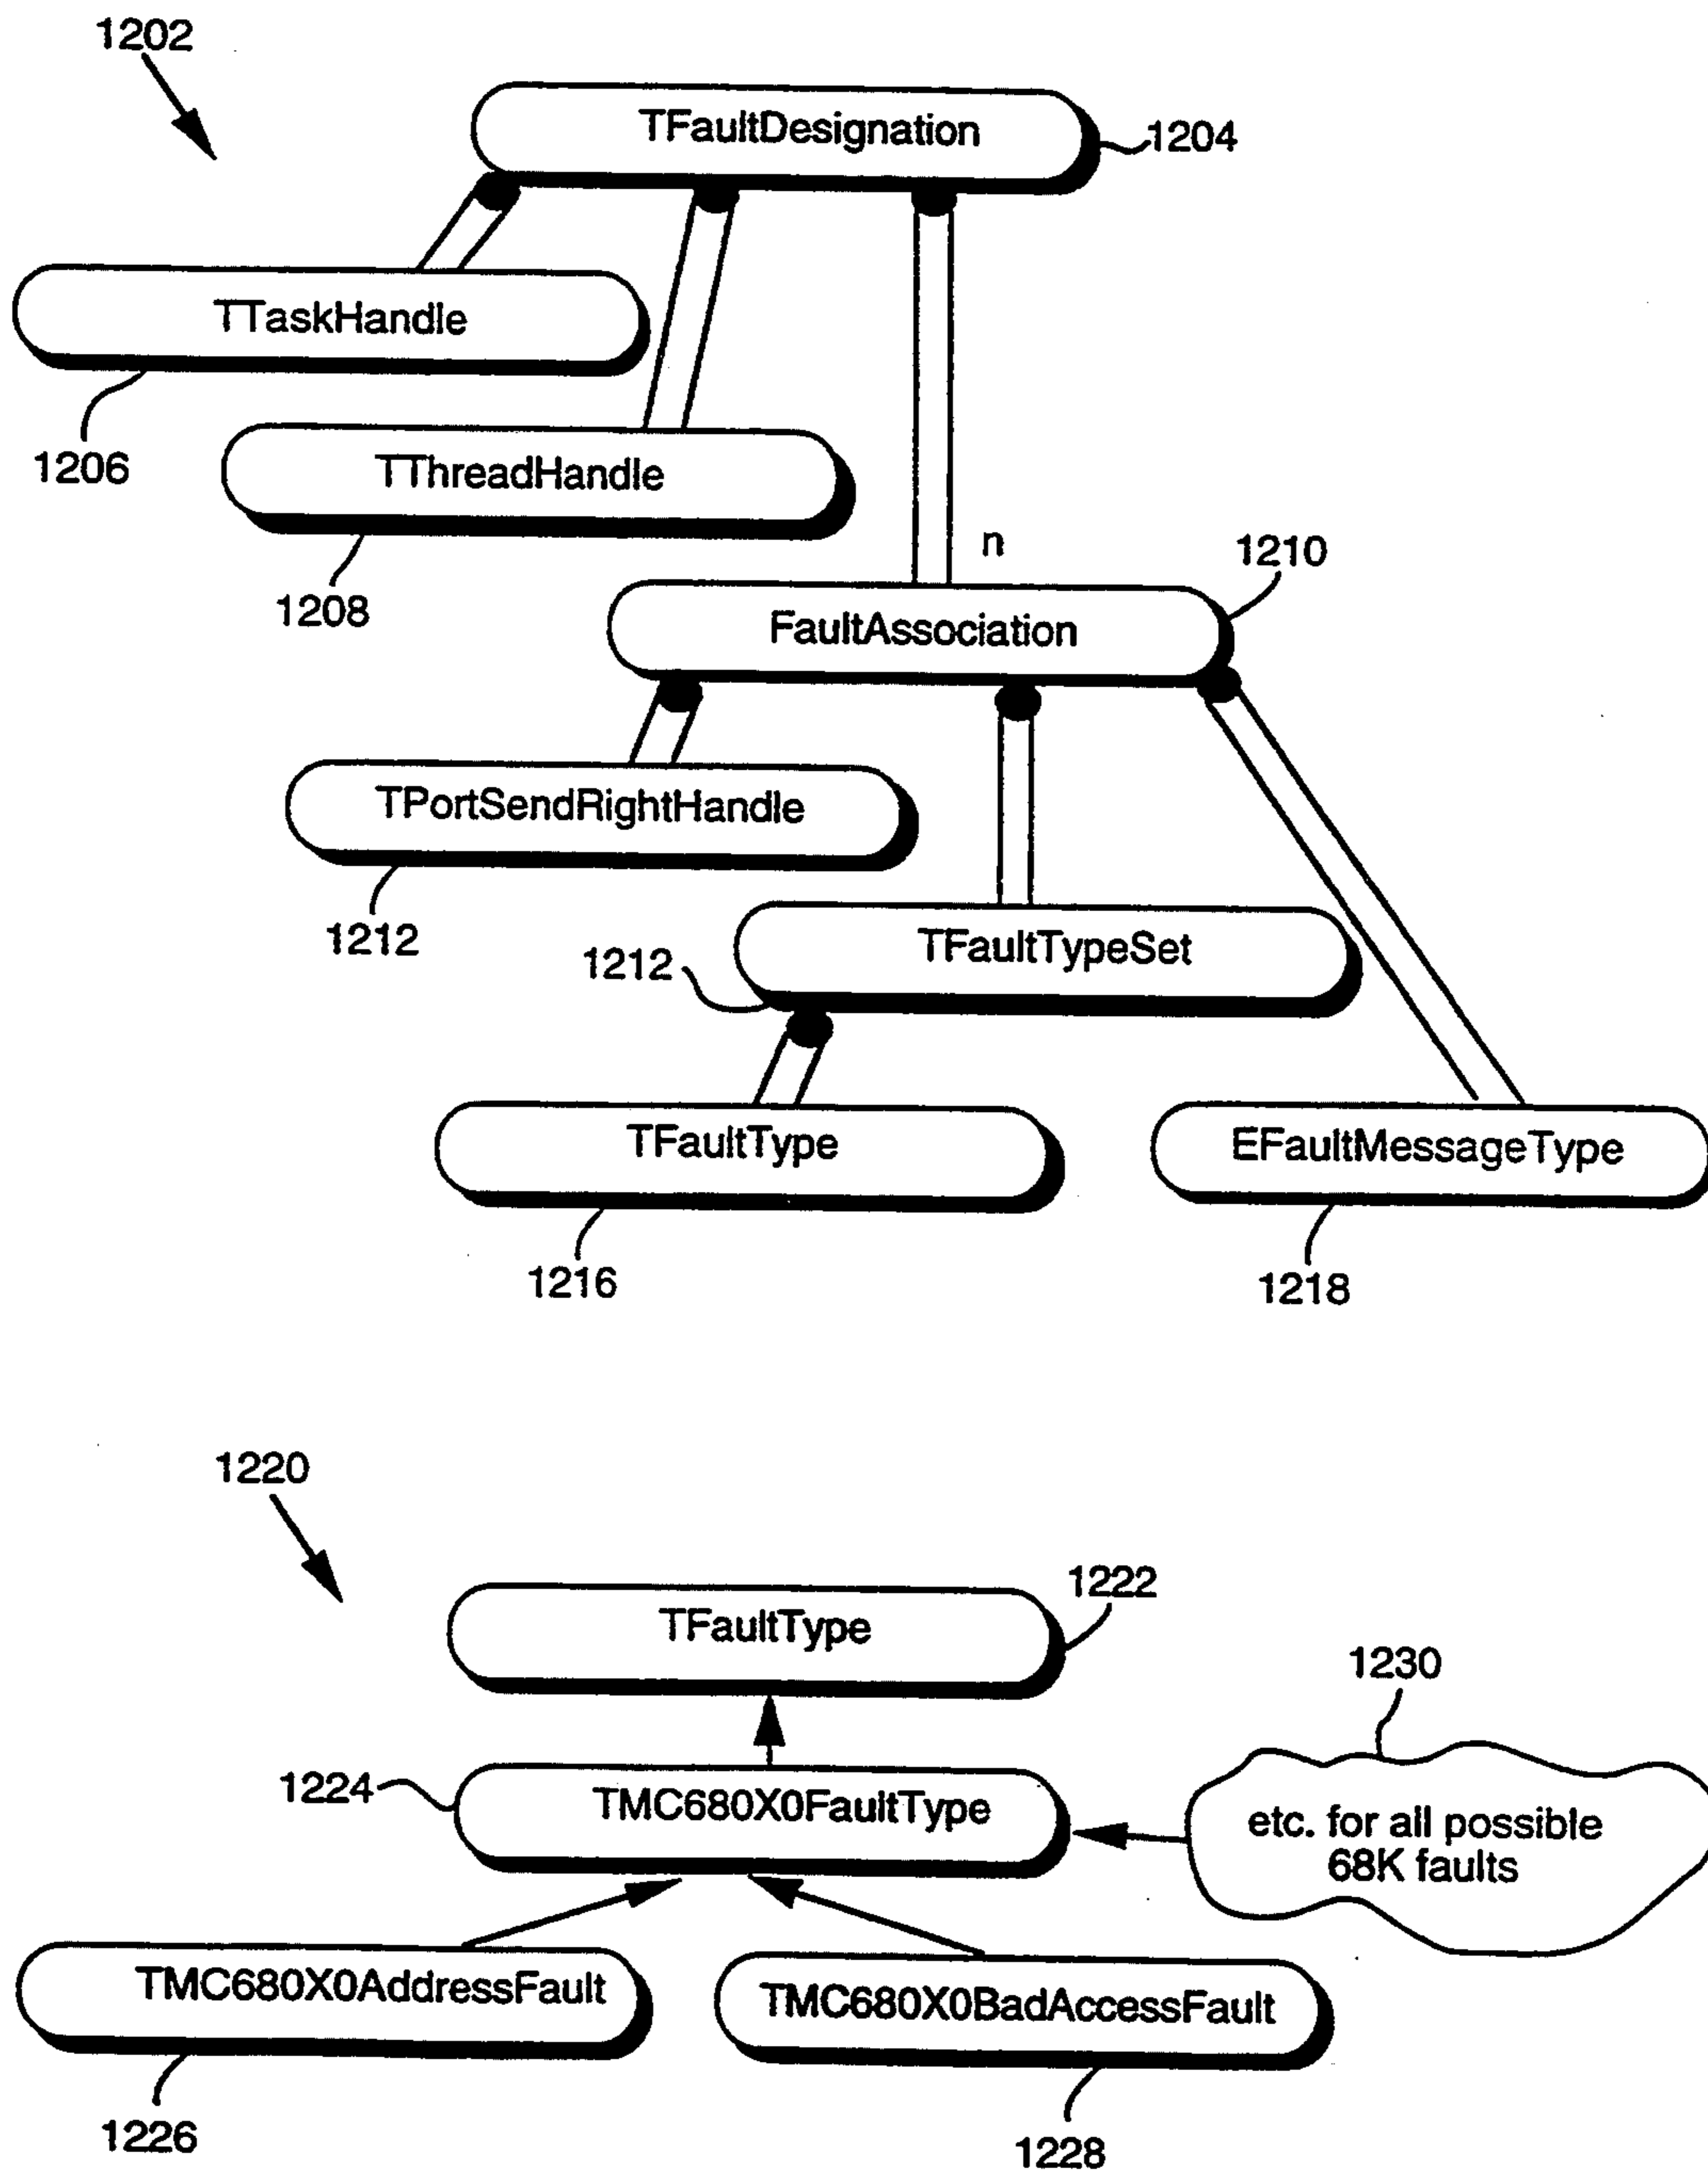 1202
TFaultDesignation
1204
TTaskHandle
1206
TThreadHandle
1208
n
1210
FaultAssociation
TPortSendRightHandle
1212
TFaultTypeSet
1212
TFaultType
EFaultMessageType
1216
1218
1220
1222
TFaultType
1230
1224
TMC680X0FaultType
etc. for all possible
68K faults
TMC680X0AddressFault
TMC680X0BadAccessFault
1226
1228